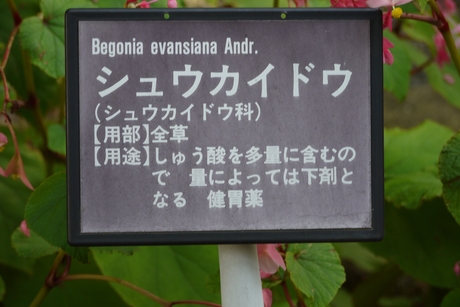 Begonia evansiana Andr.
シュウカイドウ
(シュウカイドウ科)
【用部】全草
【用途】しゅう酸を多量に含むの
で 量によっては下剤と
なる 健胃薬